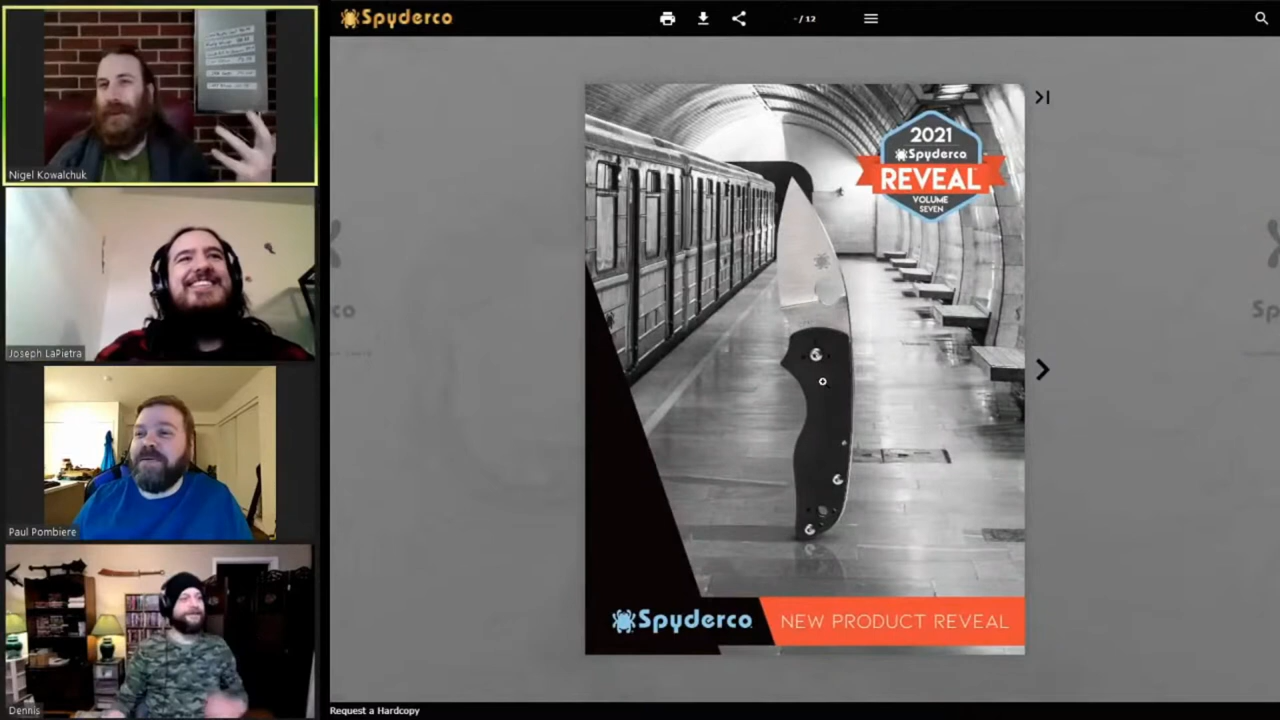 Nigel Kowalchuk
Joseph LaPietra
Paul Pombiere
Dennis
Spyderco
- / 12
2021
Spyderco
REVEAL
VOLUME
SEVEN
Spyderco
NEW PRODUCT REVEAL
Request a Hardcopy